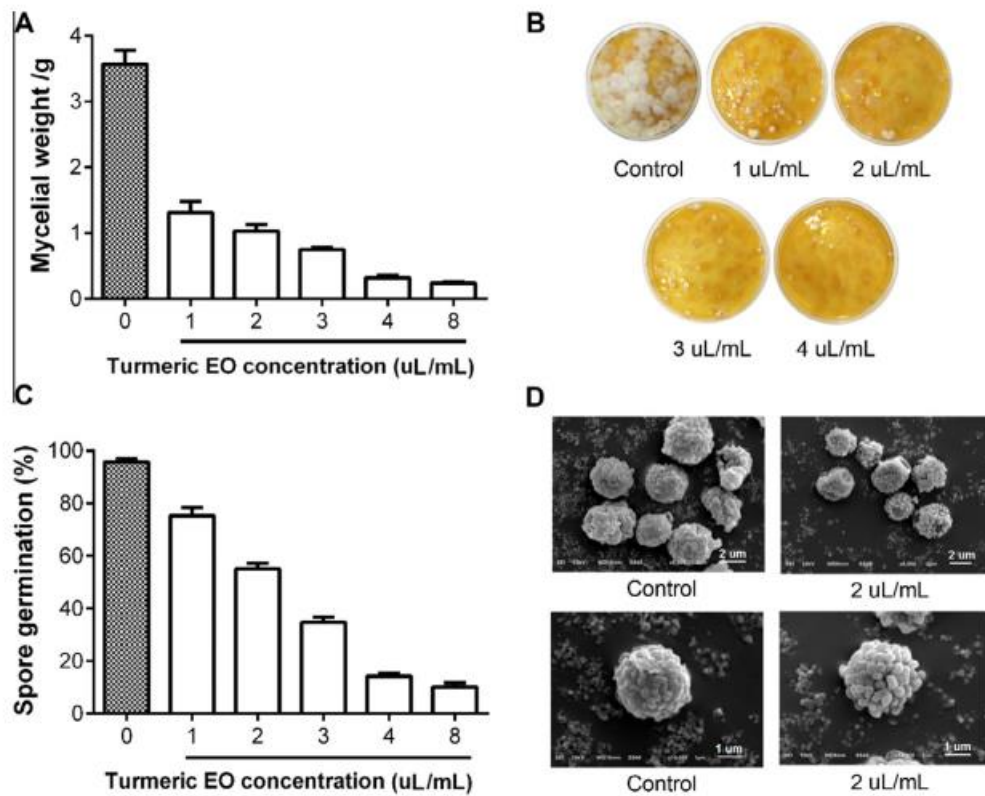 A
Mycelial weight /g
4
3
2
1
0
0 1 2 3 4 8
Turmeric EO concentration (uL/mL)
B
Control 1 uL/mL 2 uL/mL
3 uL/mL 4 uL/mL
C
Spore germination (%)
100
80
60
40
20
0
0 1 2 3 4 8
Turmeric EO concentration (uL/mL)
D
2 um 2 um
Control 2 uL/mL
1 um 1 um
Control 2 uL/mL